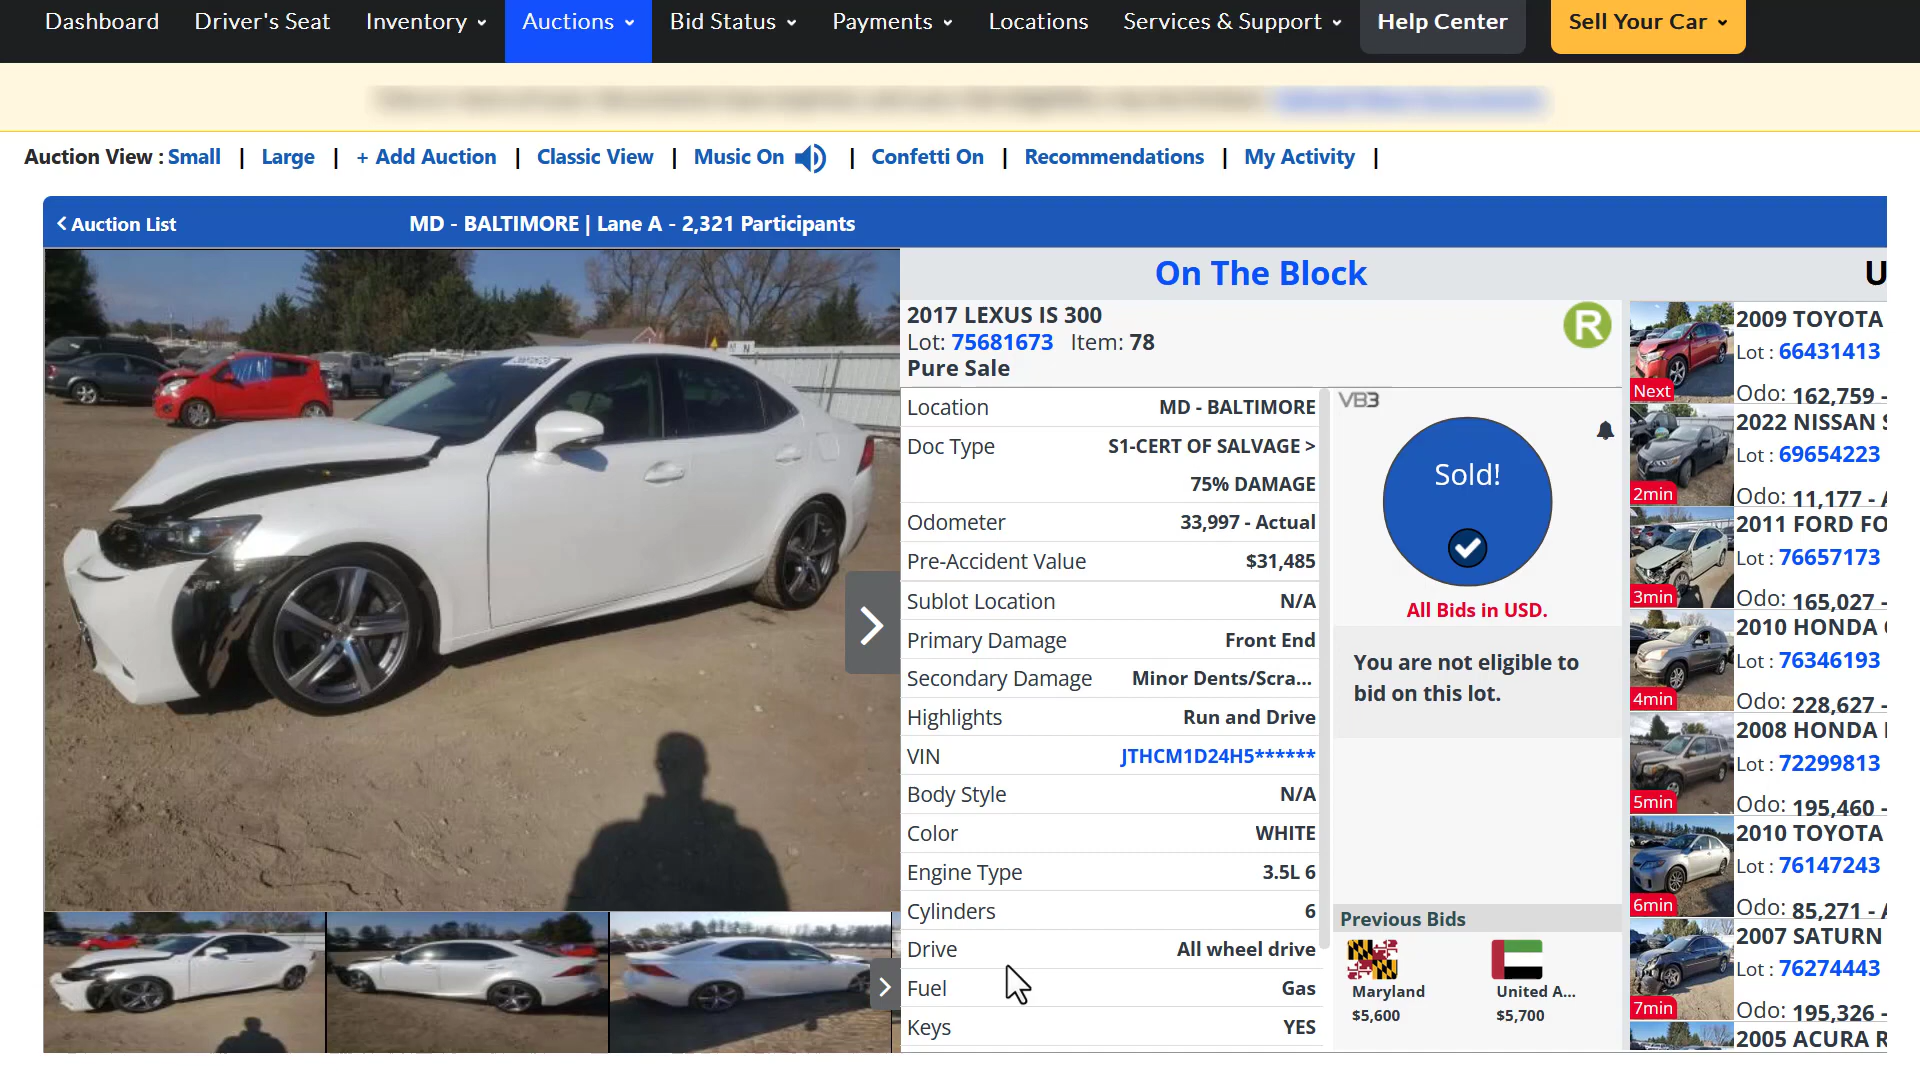 Dashboard Driver's Seat Inventory Auctions Bid Status Payments Locations Services & Support Help Center Sell Your Car
Auction View : Small | Large | + Add Auction | Classic View | Music On | Confetti On | Recommendations | My Activity |
Auction List MD - BALTIMORE | Lane A - 2,321 Participants
On The Block
U
2017 LEXUS IS 300
Lot: 75681673 Item: 78
Pure Sale
R
Location MD - BALTIMORE
Doc Type S1-CERT OF SALVAGE >
75% DAMAGE
Odometer 33,997 - Actual
Pre-Accident Value $31,485
Sublot Location N/A
Primary Damage Front End
Secondary Damage Minor Dents/Scra...
Highlights Run and Drive
VIN JTHCM1D24H5******
Body Style N/A
Color WHITE
Engine Type 3.5L 6
Cylinders 6
Drive All wheel drive
Fuel Gas
Keys YES
VB3
Sold!
All Bids in USD.
You are not eligible to
bid on this lot.
Previous Bids
Maryland
$5,600
United A...
$5,700
2009 TOYOTA
Lot : 66431413
Next
Odo: 162,759 -
2022 NISSAN S
Lot : 69654223
2min
Odo: 11,177 - A
2011 FORD FO
Lot : 76657173
3min
Odo: 165,027 -
2010 HONDA C
Lot : 76346193
4min
Odo: 228,627 -
2008 HONDA
Lot : 72299813
5min
Odo: 195,460 -
2010 TOYOTA
Lot : 76147243
6min
Odo: 85,271 - A
2007 SATURN
Lot : 76274443
7min
Odo: 195,326 -
2005 ACURA R